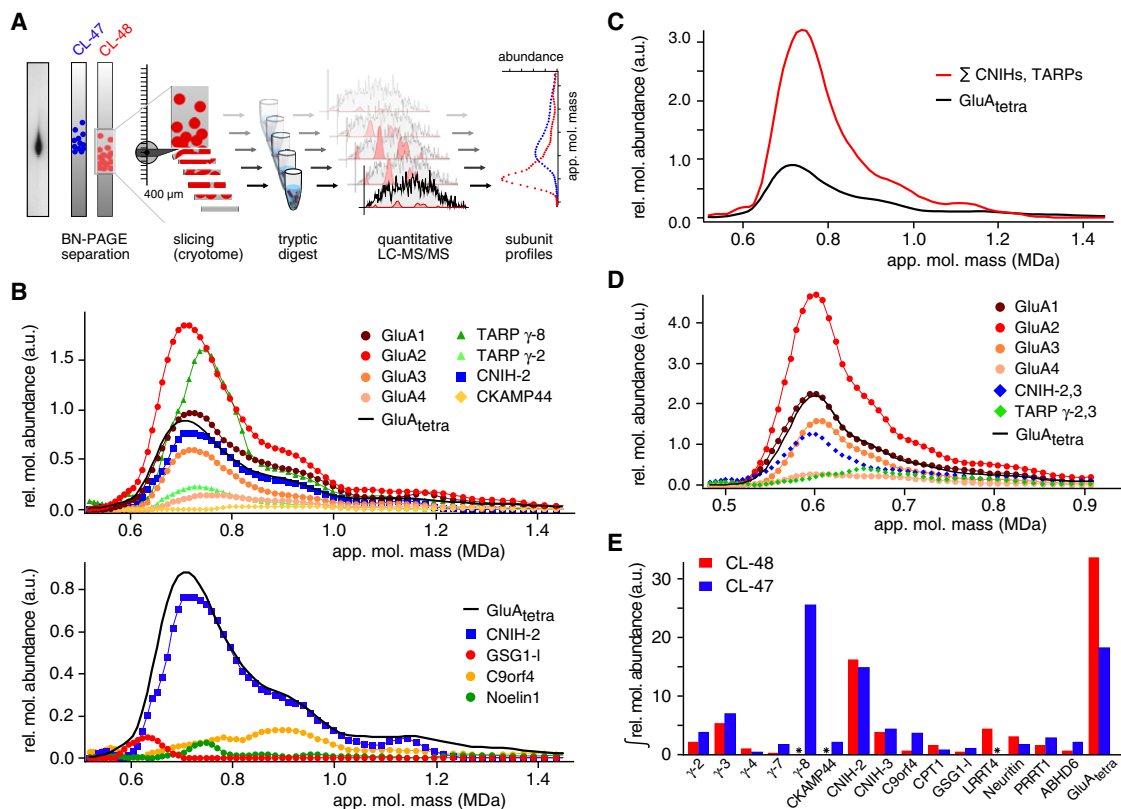 A
CL-47
CL-48
400 µm
abundance
app. mol. mass
BN-PAGE
separation
slicing
(cryotome)
tryptic
digest
quantitative
LC-MS/MS
subunit
profiles
B
rel. mol. abundance (a.u.)
1.5
1.0
0.5
0.0
GluA1
GluA2
GluA3
GluA4
GluAtetra
TARP γ-8
TARP γ-2
CNIH-2
CKAMP44
0.6 0.8 1.0 1.2 1.4
app. mol. mass (MDa)
rel. mol. abundance (a.u.)
0.8
0.6
0.4
0.2
0.0
GluAtetra
CNIH-2
GSG1-l
C9orf4
Noelin1
0.6 0.8 1.0 1.2 1.4
app. mol. mass (MDa)
C
rel. mol. abundance (a.u.)
3.0
2.0
1.0
0.0
∑ CNIHs, TARPs
GluAtetra
0.6 0.8 1.0 1.2 1.4
app. mol. mass (MDa)
D
rel. mol. abundance (a.u.)
4.0
3.0
2.0
1.0
0.0
GluA1
GluA2
GluA3
GluA4
CNIH-2,3
TARP γ-2,3
GluAtetra
0.5 0.6 0.7 0.8 0.9
app. mol. mass (MDa)
E
∫ rel. mol. abundance (a.u.)
30
20
10
0
CL-48
CL-47
* * *
γ-2
γ-3
γ-4
γ-7
γ-8
CKAMP44
CNIH-2
CNIH-3
C9orf4
CPT1
GSG1-l
LRRT4
Neuritin
PRRT1
ABHD6
GluAtetra